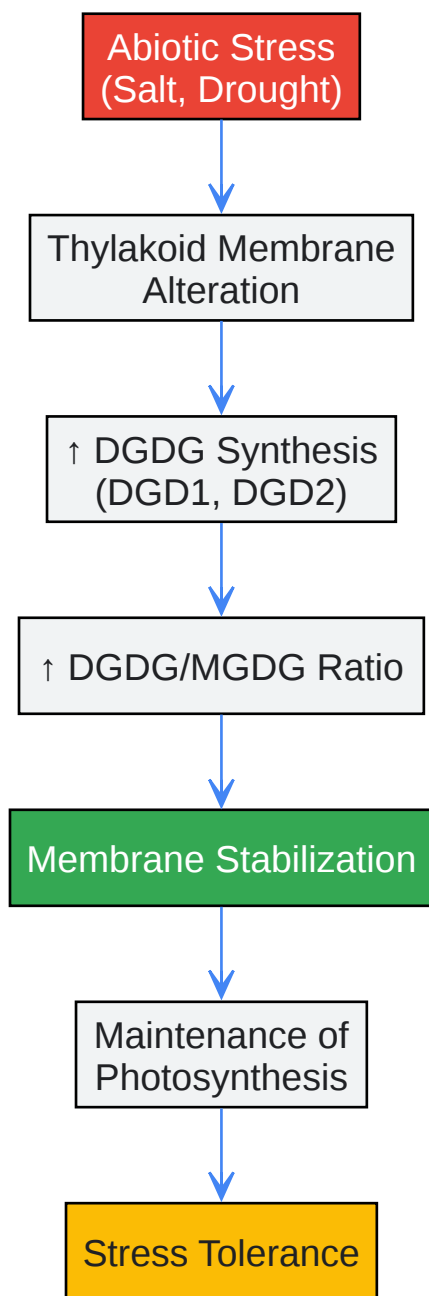 Abiotic Stress
(Salt, Drought)
Thylakoid Membrane
Alteration
↑ DGDG Synthesis
(DGD1, DGD2)
↑ DGDG/MGDG Ratio
Membrane Stabilization
Maintenance of
Photosynthesis
Stress Tolerance